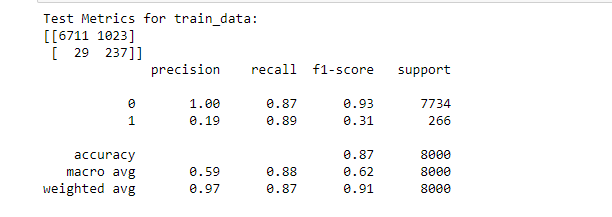 Test Metrics for train_data:
[[6711 1023]
 [  29  237]]
              precision    recall  f1-score   support

           0       1.00      0.87      0.93      7734
           1       0.19      0.89      0.31       266

    accuracy                           0.87      8000
   macro avg       0.59      0.88      0.62      8000
weighted avg       0.97      0.87      0.91      8000